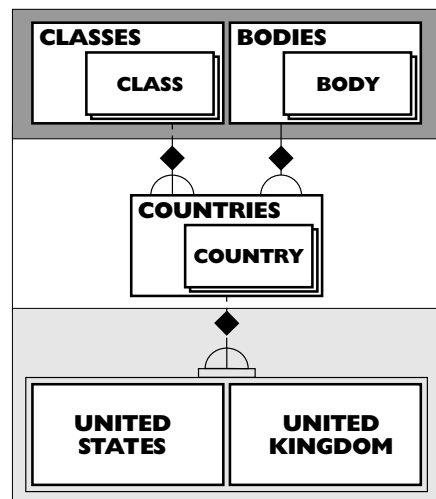 CLASSES
CLASS
BODIES
BODY
COUNTRIES
COUNTRY
UNITED
STATES
UNITED
KINGDOM